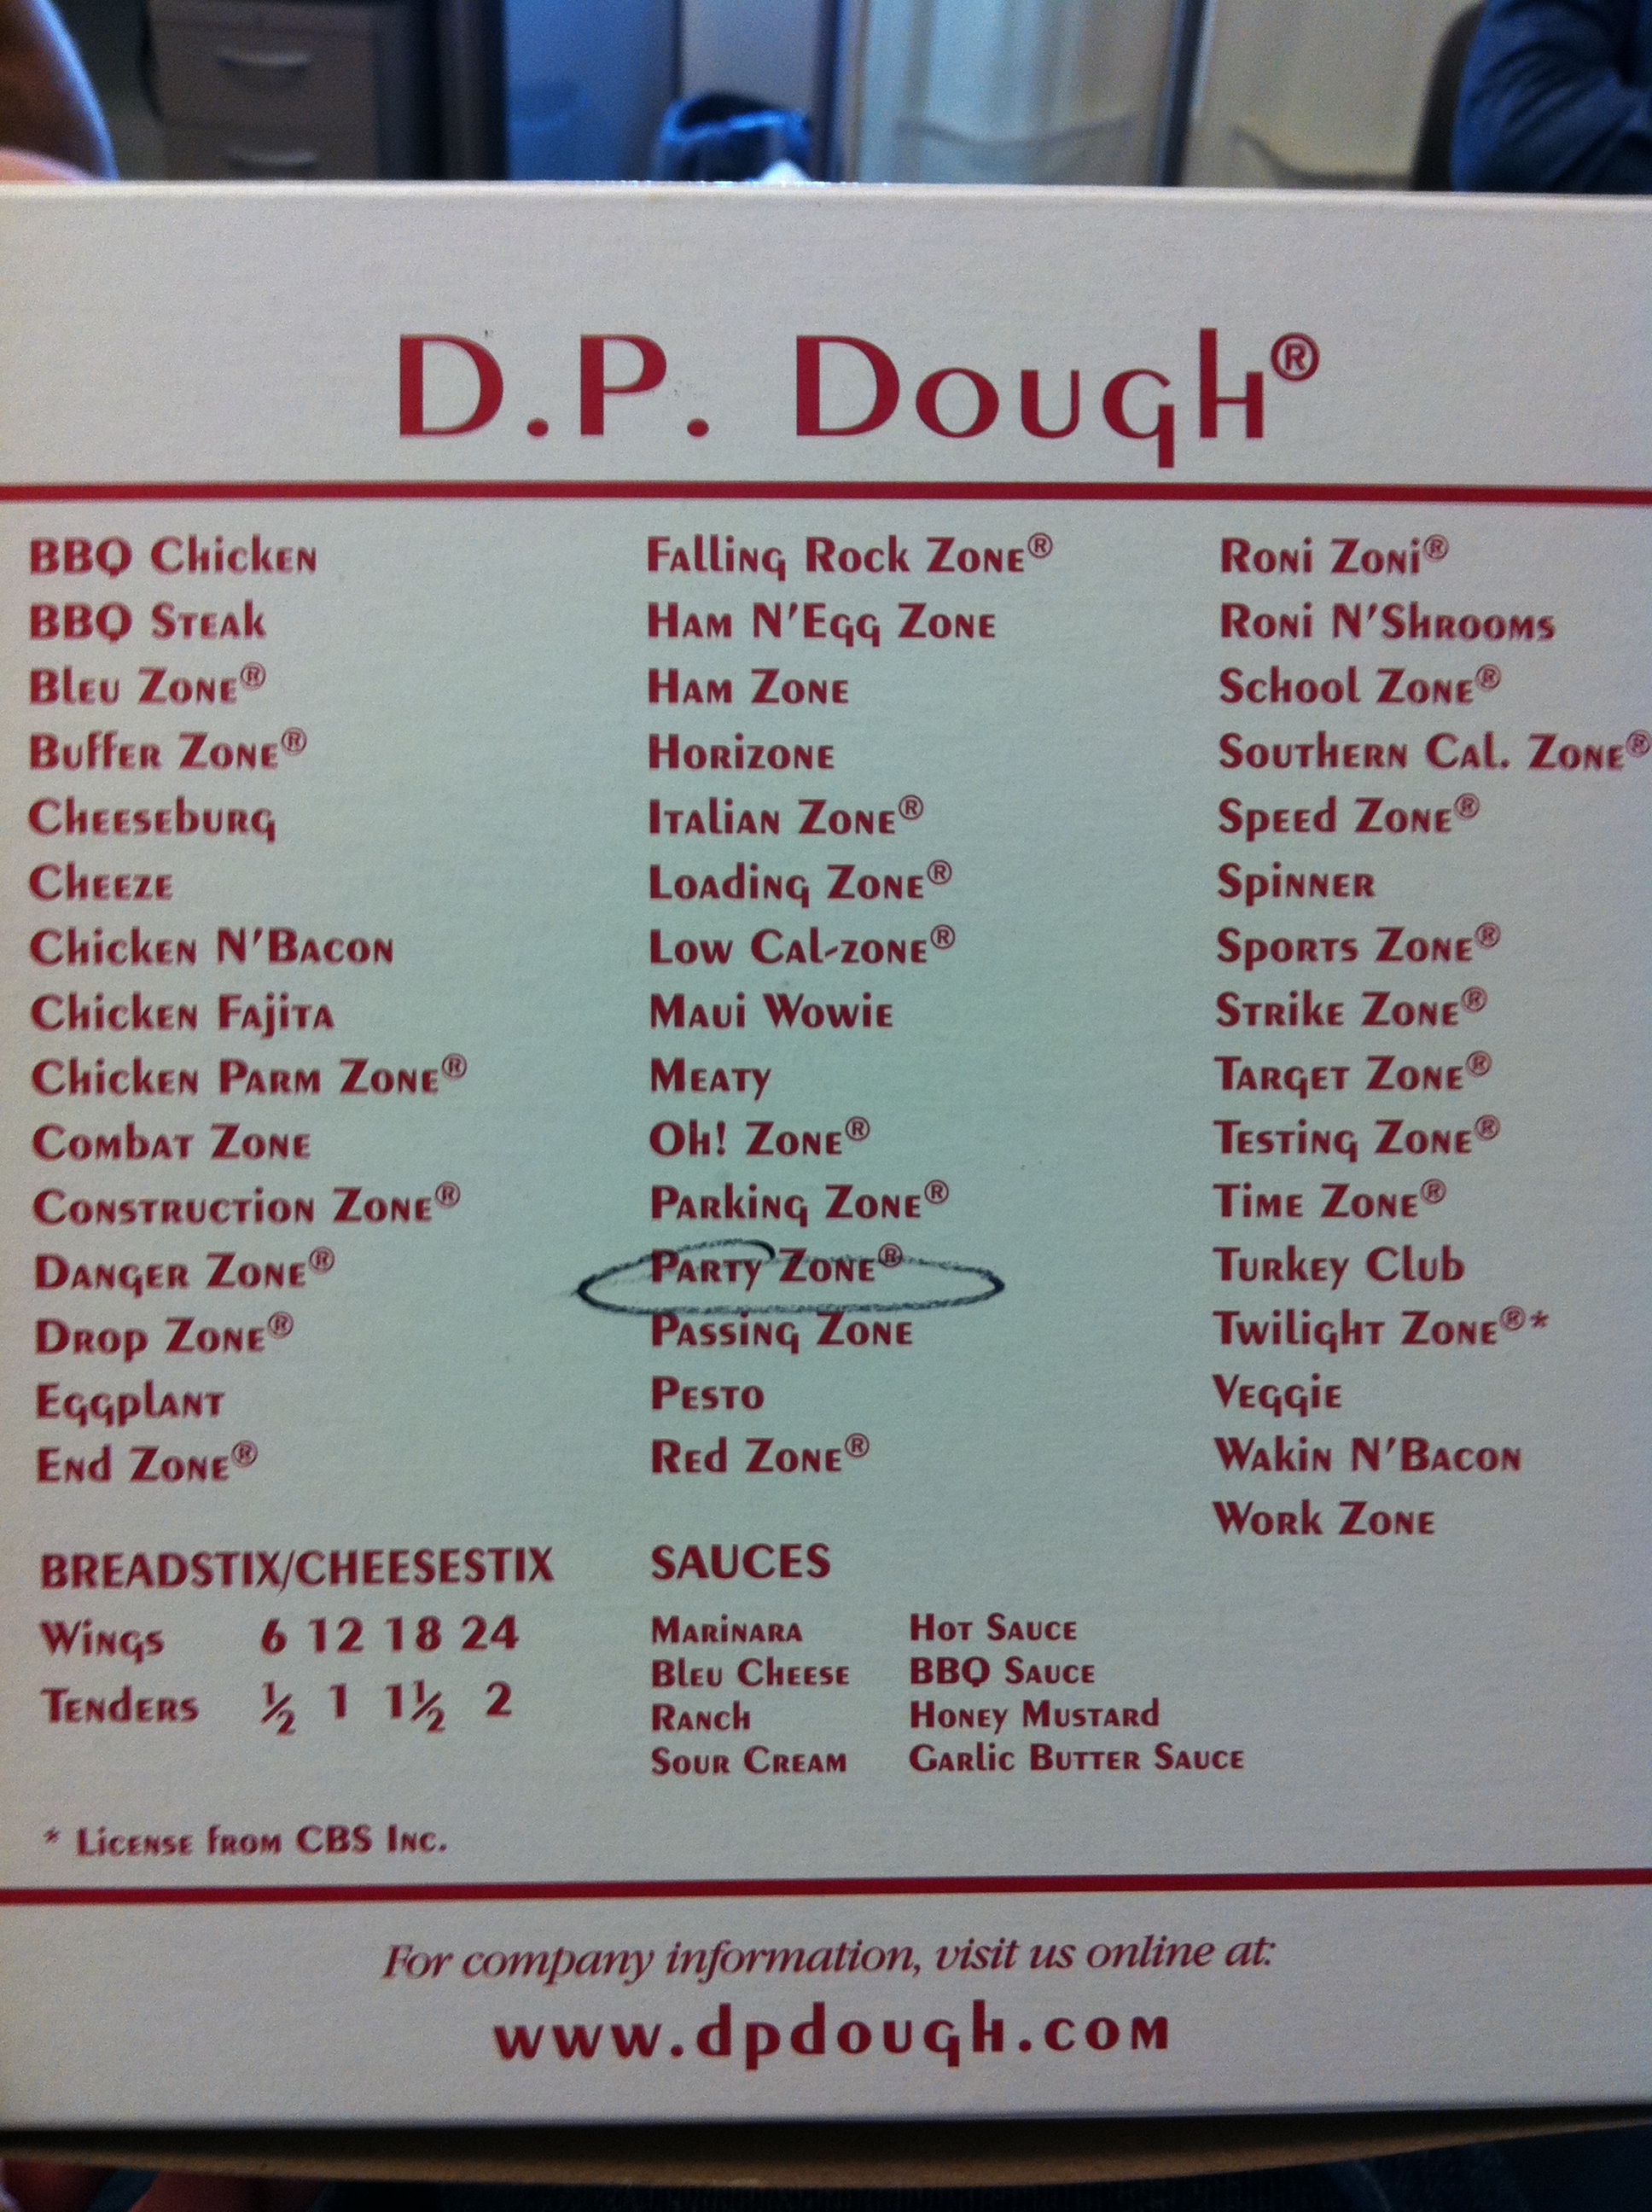 D.P. Dough®
BBQ Chicken
BBQ Steak
Bleu Zone®
Buffer Zone®
Cheeseburg
Cheeze
Chicken N'Bacon
Chicken Fajita
Chicken Parm Zone®
Combat Zone
Construction Zone®
Danger Zone®
Drop Zone®
Eggplant
End Zone®
Falling Rock Zone®
Ham N'Egg Zone
Ham Zone
Horizone
Italian Zone®
Loading Zone®
Low Cal-zone®
Maui Wowie
Meaty
Oh! Zone®
Parking Zone®
Party Zone®
Passing Zone
Pesto
Red Zone®
Roni Zoni®
Roni N'Shrooms
School Zone®
Southern Cal. Zone®
Speed Zone®
Spinner
Sports Zone®
Strike Zone®
Target Zone®
Testing Zone®
Time Zone®
Turkey Club
Twilight Zone®*
Veggie
Wakin N'Bacon
Work Zone
BREADSTIX/CHEESESTIX
Wings 6 12 18 24
Tenders ½ 1 1½ 2
SAUCES
Marinara Hot Sauce
Bleu Cheese BBQ Sauce
Ranch Honey Mustard
Sour Cream Garlic Butter Sauce
* License from CBS Inc.
For company information, visit us online at:
www.dpdough.com